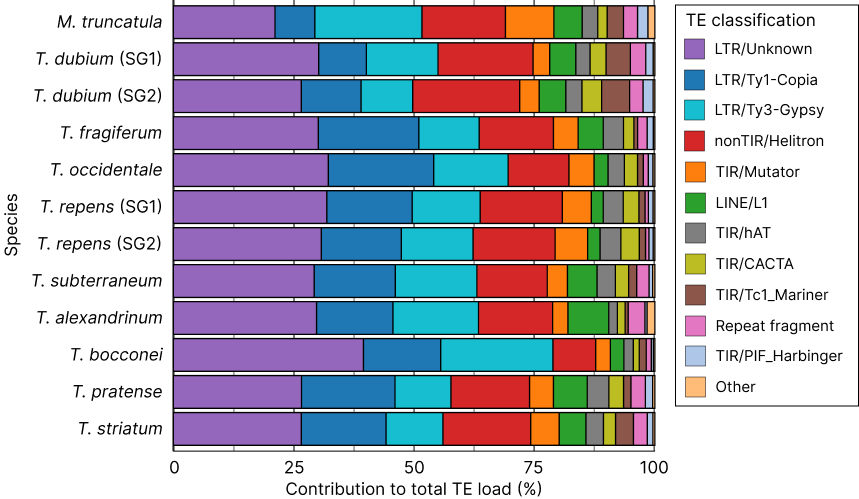 Species
M. truncatula
T. dubium (SG1)
T. dubium (SG2)
T. fragiferum
T. occidentale
T. repens (SG1)
T. repens (SG2)
T. subterraneum
T. alexandrinum
T. bocconei
T. pratense
T. striatum
0 25 50 75 100
Contribution to total TE load (%)
TE classification
LTR/Unknown
LTR/Ty1-Copia
LTR/Ty3-Gypsy
nonTIR/Helitron
TIR/Mutator
LINE/L1
TIR/hAT
TIR/CACTA
TIR/Tc1_Mariner
Repeat fragment
TIR/PIF_Harbinger
Other